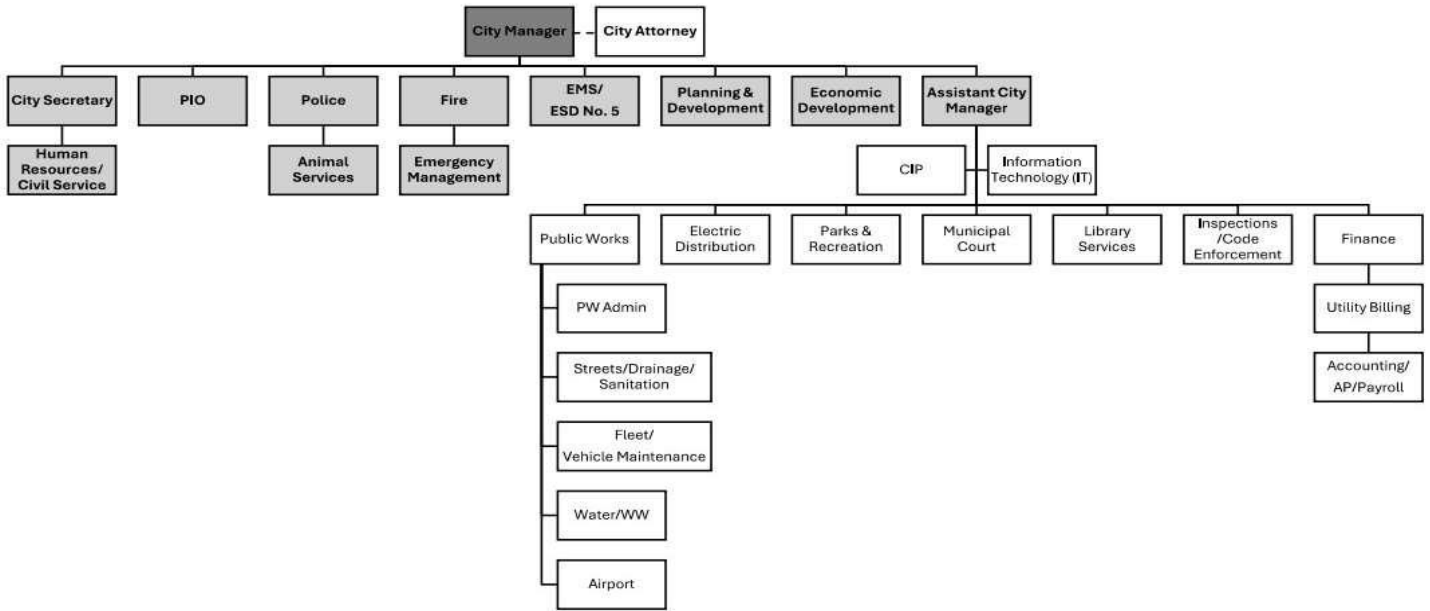 City Manager
City Attorney
City Secretary
PIO
Police
Fire
EMS/
ESD No. 5
Planning &
Development
Economic
Development
Assistant City
Manager
Human
Resources/
Civil Service
Animal
Services
Emergency
Management
CIP
Information
Technology (IT)
Public Works
Electric
Distribution
Parks &
Recreation
Municipal
Court
Library
Services
Inspections
/Code
Enforcement
Finance
PW Admin
Utility Billing
Streets/Drainage/
Sanitation
Accounting/
AP/Payroll
Fleet/
Vehicle Maintenance
Water/WW
Airport